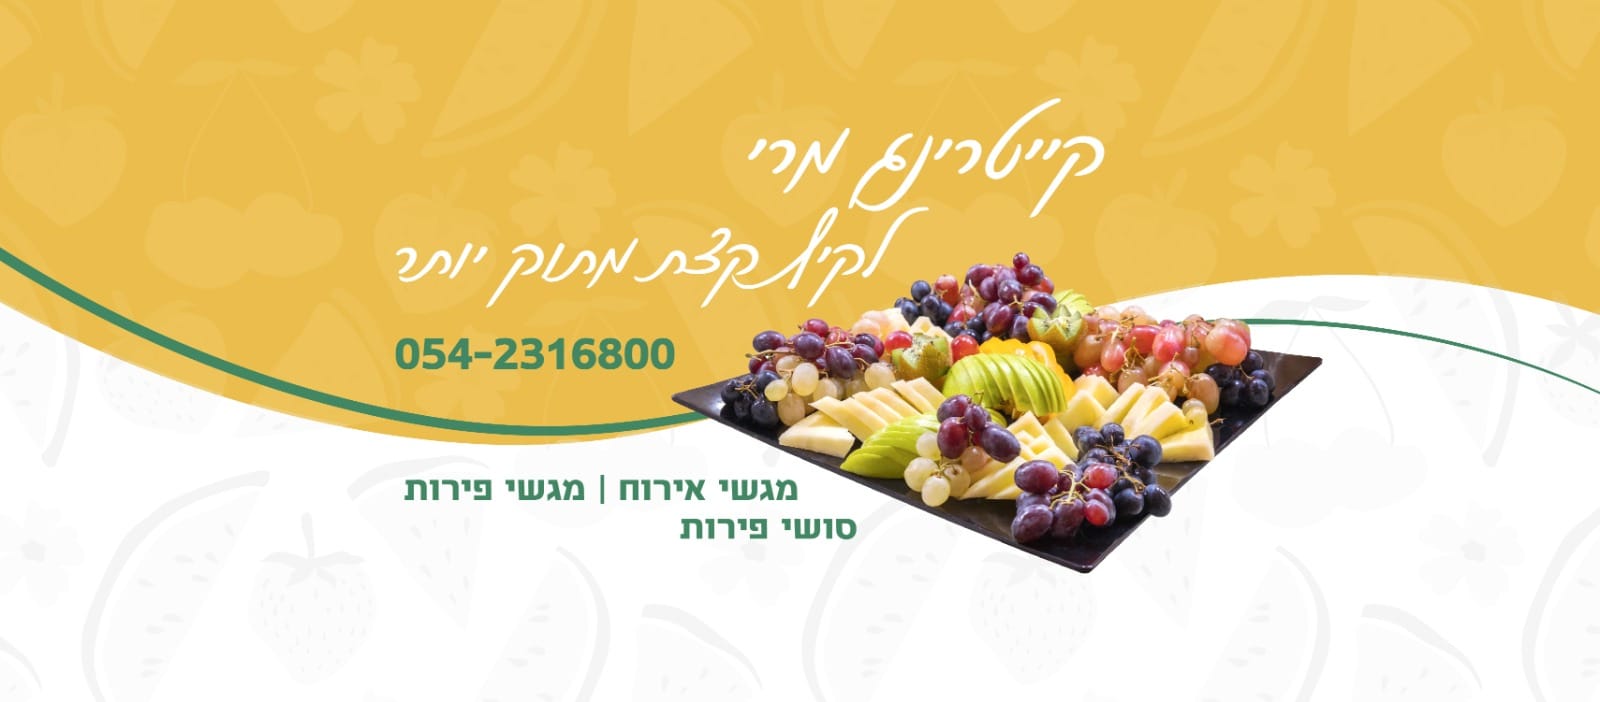 קייטרינג מרי
לקיץ קצת מתוק יותר
054-2316800
מגשי אירוח | מגשי פירות
סושי פירות